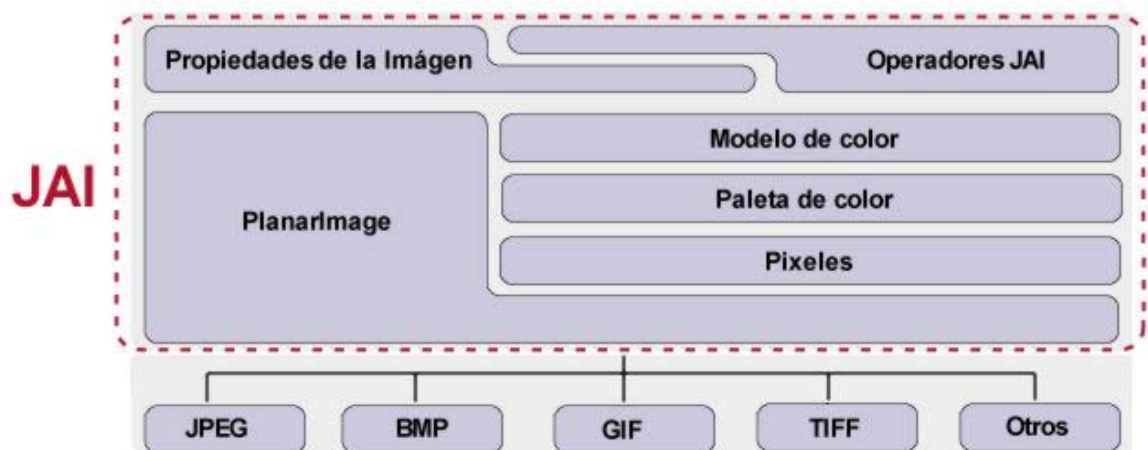 Propiedades de la Imágen
Operadores JAI
Modelo de color
JAI
Paleta de color
PlanarImage
Pixeles
JPEG
BMP
GIF
TIFF
Otros